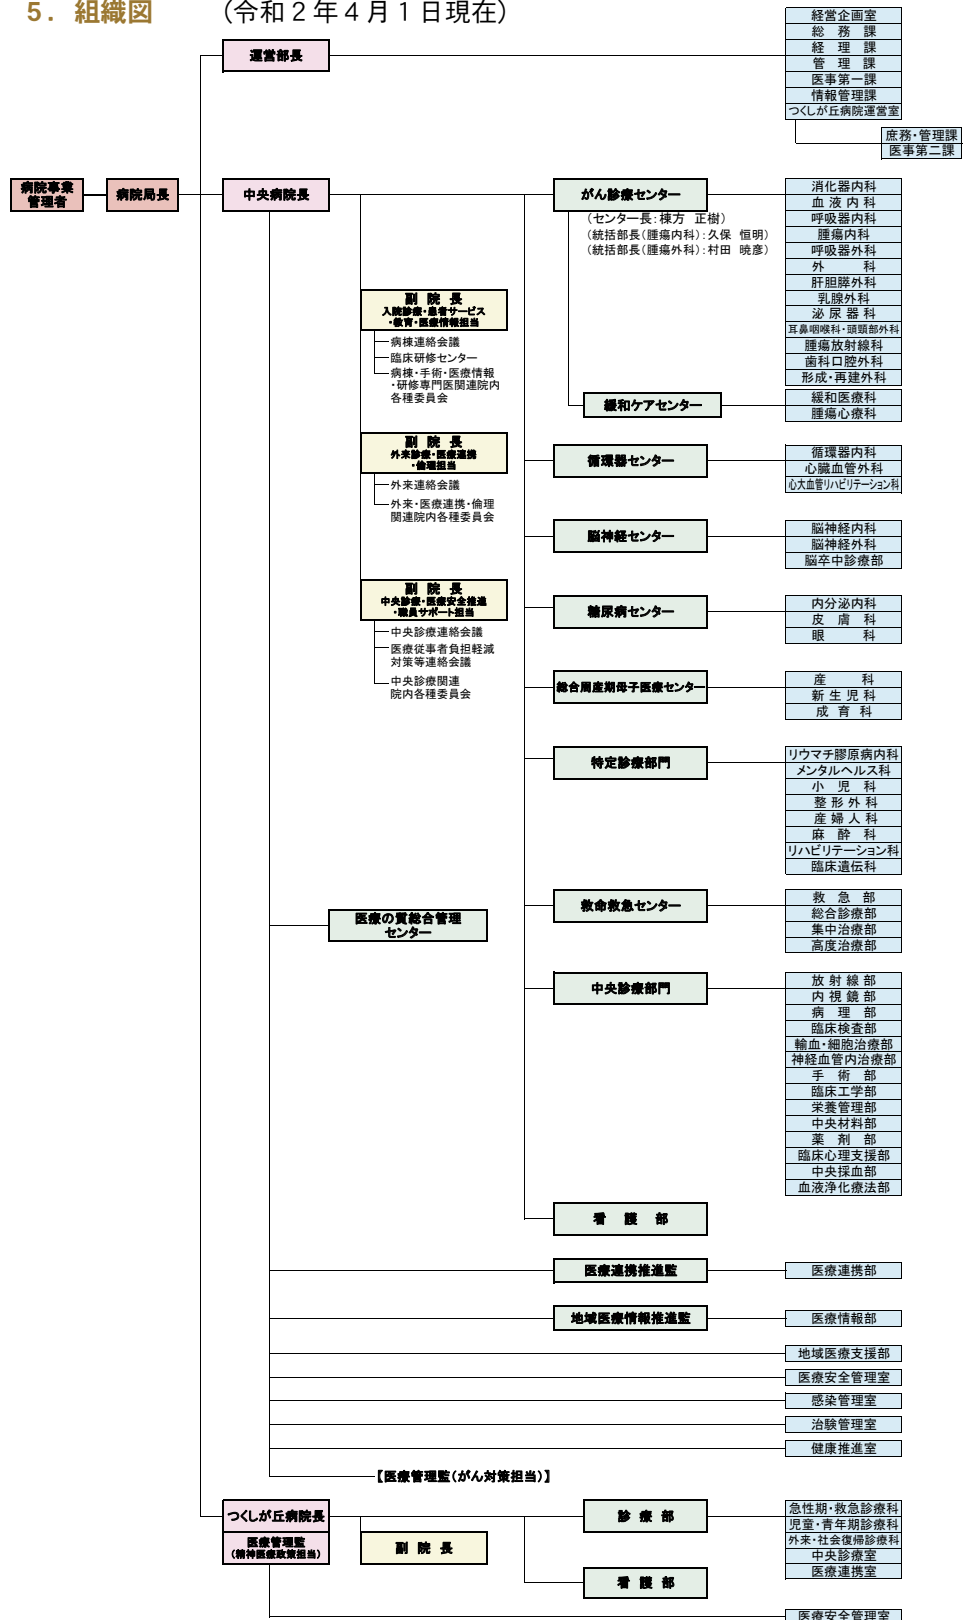 5．組織図　（令和２年４月１日現在）
運営部長
経営企画室
総務課
経理課
管理課
医事第一課
情報管理課
つくしが丘病院運営室
庶務・管理課
医事第二課
病院事業
管理者
病院局長
中央病院長
がん診療センター
（センター長：棟方　正樹）
（統括部長（腫瘍内科）：久保　恒明）
（統括部長（腫瘍外科）：村田　暁彦）
消化器内科
血液内科
呼吸器内科
腫瘍内科
呼吸器外科
外科
肝胆膵外科
乳腺外科
泌尿器科
耳鼻咽喉科・頭頸部外科
腫瘍放射線科
歯科口腔外科
形成・再建外科
緩和ケアセンター
緩和医療科
腫瘍心療科
副院長
入院診療・患者サービス
・教育・医療情報担当
病棟連絡会議
臨床研修センター
病棟・手術・医療情報
・研修専門医関連院内
各種委員会
副院長
外来診療・医療連携
・倫理担当
外来連絡会議
外来・医療連携・倫理
関連院内各種委員会
副院長
中央診療・医療安全推進
・職員サポート担当
中央診療連絡会議
医療従事者負担軽減
対策等連絡会議
中央診療関連
院内各種委員会
循環器センター
循環器内科
心臓血管外科
心大血管リハビリテーション科
脳神経センター
脳神経内科
脳神経外科
脳卒中診療部
糖尿病センター
内分泌内科
皮膚科
眼科
総合周産期母子医療センター
産科
新生児科
成育科
特定診療部門
リウマチ膠原病内科
メンタルヘルス科
小児科
整形外科
産婦人科
麻酔科
リハビリテーション科
臨床遺伝科
医療の質総合管理
センター
救命救急センター
救急部
総合診療部
集中治療部
高度治療部
中央診療部門
放射線部
内視鏡部
病理部
臨床検査部
輸血・細胞治療部
神経血管内治療部
手術部
臨床工学部
栄養管理部
中央材料部
薬剤部
臨床心理支援部
中央採血部
血液浄化療法部
看護部
医療連携推進監
医療連携部
地域医療情報推進監
医療情報部
地域医療支援部
医療安全管理室
感染管理室
治験管理室
健康推進室
【医療管理監（がん対策担当）】
つくしが丘病院長
医療管理監
（精神医療政策担当）
副院長
診療部
急性期・救急診療科
児童・青年期診療科
外来・社会復帰診療科
中央診療室
医療連携室
看護部
医療安全管理室